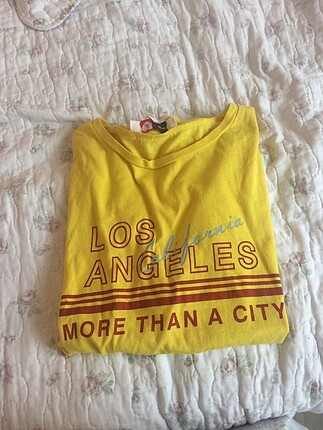 LOS
California
ANGELES
MORE THAN A CITY